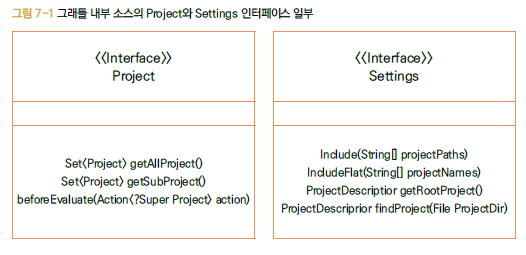 그림 7-1 그래들 내부 소스의 Project와 Settings 인터페이스 일부
《Interface》
Project
Set〈Project〉 getAllProject()
Set〈Project〉 getSubProject()
beforeEvaluate(Action〈?Super Project〉 action)
《Interface》
Settings
Include(String[] projectPaths)
IncludeFlat(String[] projectNames)
ProjectDescriptior getRootProject()
ProjectDescriprior findProject(File ProjectDir)